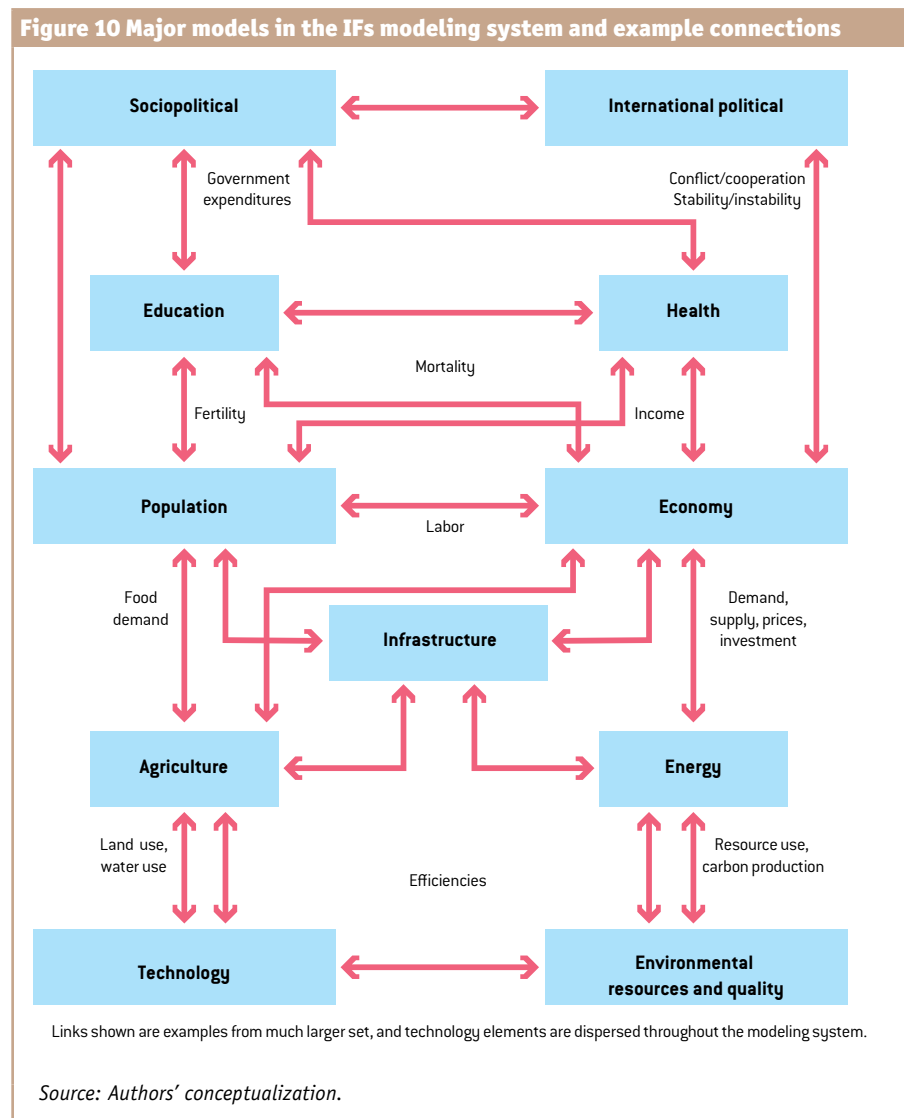 Figure 10 Major models in the IFs modeling system and example connections
Sociopolitical
International political
Government
expenditures
Conflict/cooperation
Stability/instability
Education
Health
Mortality
Fertility
Income
Population
Economy
Labor
Food
demand
Demand,
supply, prices,
investment
Infrastructure
Agriculture
Energy
Land use,
water use
Resource use,
carbon production
Efficiencies
Technology
Environmental
resources and quality
Links shown are examples from much larger set, and technology elements are dispersed throughout the modeling system.
Source: Authors' conceptualization.